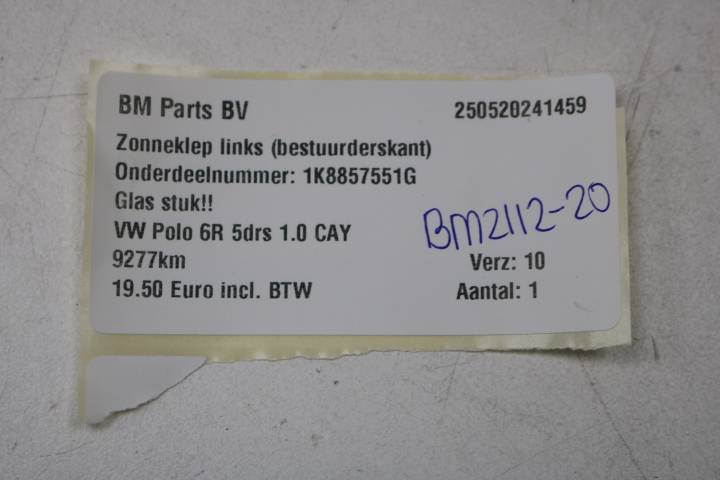 BM Parts BV 250520241459
Zonneklep links (bestuurderskant)
Onderdeelnummer: 1K8857551G
Glas stuk!!
BM2112-20
VW Polo 6R 5drs 1.0 CAY
9277km Verz: 10
19.50 Euro incl. BTW Aantal: 1